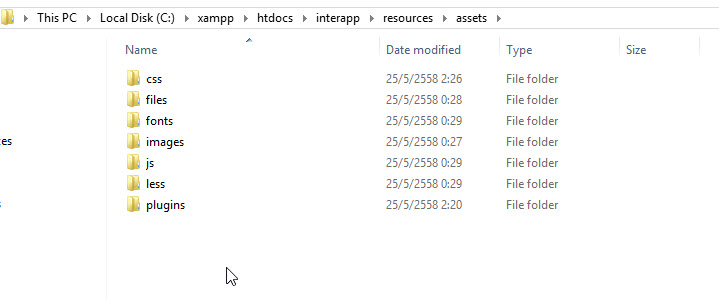 This PC Local Disk (C:) xampp htdocs interapp resources assets
Name Date modified Type Size
css 25/5/2558 2:26 File folder
files 25/5/2558 0:28 File folder
fonts 25/5/2558 0:29 File folder
images 25/5/2558 0:27 File folder
js 25/5/2558 0:29 File folder
less 25/5/2558 0:29 File folder
plugins 25/5/2558 2:20 File folder